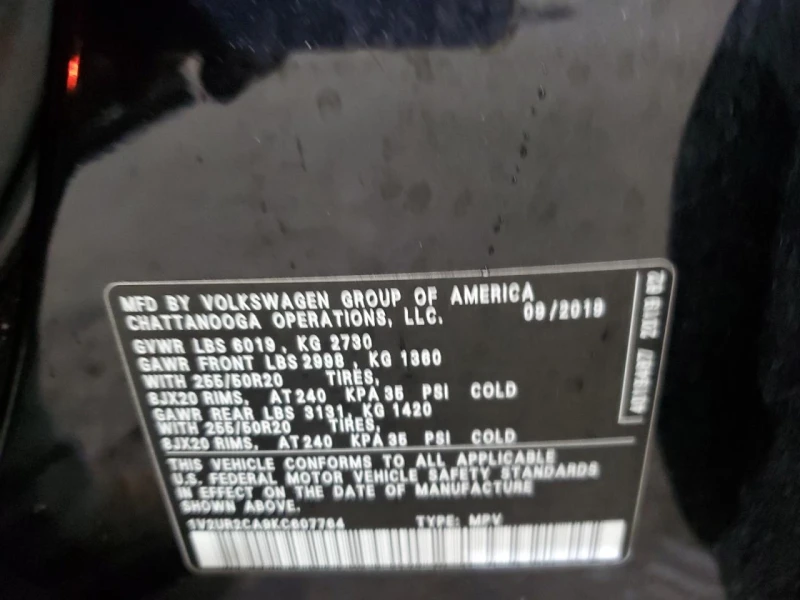 MFD BY VOLKSWAGEN GROUP OF AMERICA
CHATTANOOGA OPERATIONS, LLC. 09/2019
GVWR LBS 6019, KG 2730
GAWR FRONT LBS 2998, KG 1360
WITH 255/50R20 TIRES,
8JX20 RIMS, AT 240 KPA 35 PSI COLD
GAWR REAR LBS 3131, KG 1420
WITH 255/50R20 TIRES,
8JX20 RIMS, AT 240 KPA 35 PSI COLD
THIS VEHICLE CONFORMS TO ALL APPLICABLE
U.S. FEDERAL MOTOR VEHICLE SAFETY STANDARDS
IN EFFECT ON THE DATE OF MANUFACTURE
SHOWN ABOVE.
1V2UR2CA9KC607764 TYPE: MPV